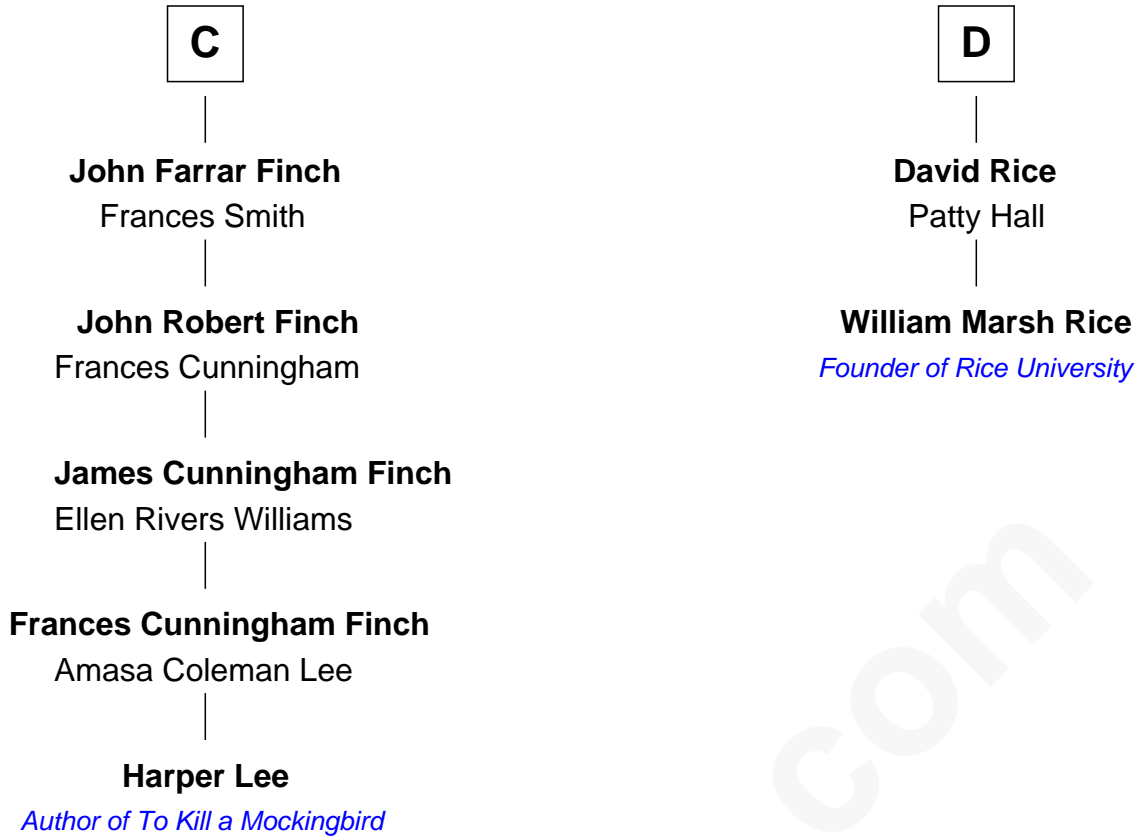 C
John Farrar Finch
Frances Smith
John Robert Finch
Frances Cunningham
James Cunningham Finch
Ellen Rivers Williams
Frances Cunningham Finch
Amasa Coleman Lee
Harper Lee
Author of To Kill a Mockingbird
D
David Rice
Patty Hall
William Marsh Rice
Founder of Rice University
com